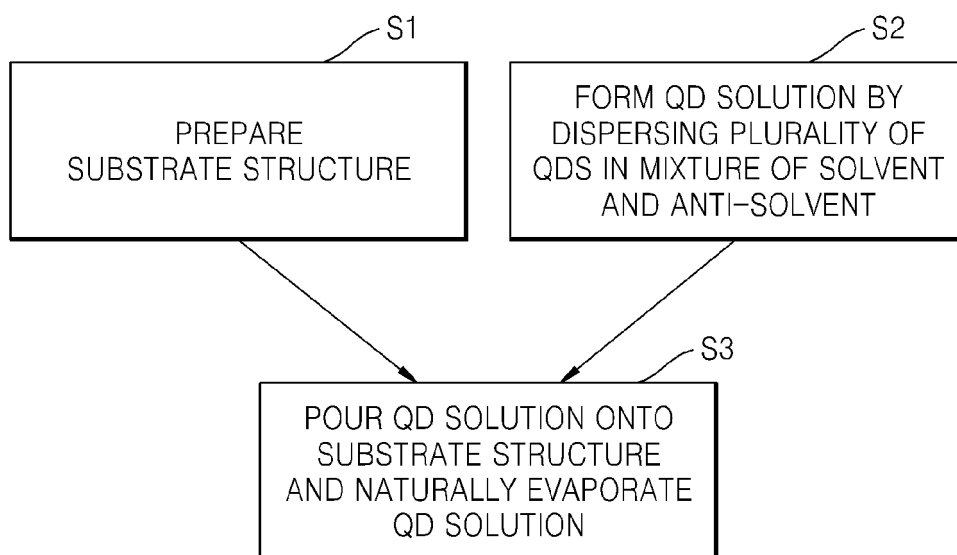 S1
PREPARE
SUBSTRATE STRUCTURE
S2
FORM QD SOLUTION BY
DISPERSING PLURALITY OF
QDS IN MIXTURE OF SOLVENT
AND ANTI-SOLVENT
S3
POUR QD SOLUTION ONTO
SUBSTRATE STRUCTURE
AND NATURALLY EVAPORATE
QD SOLUTION